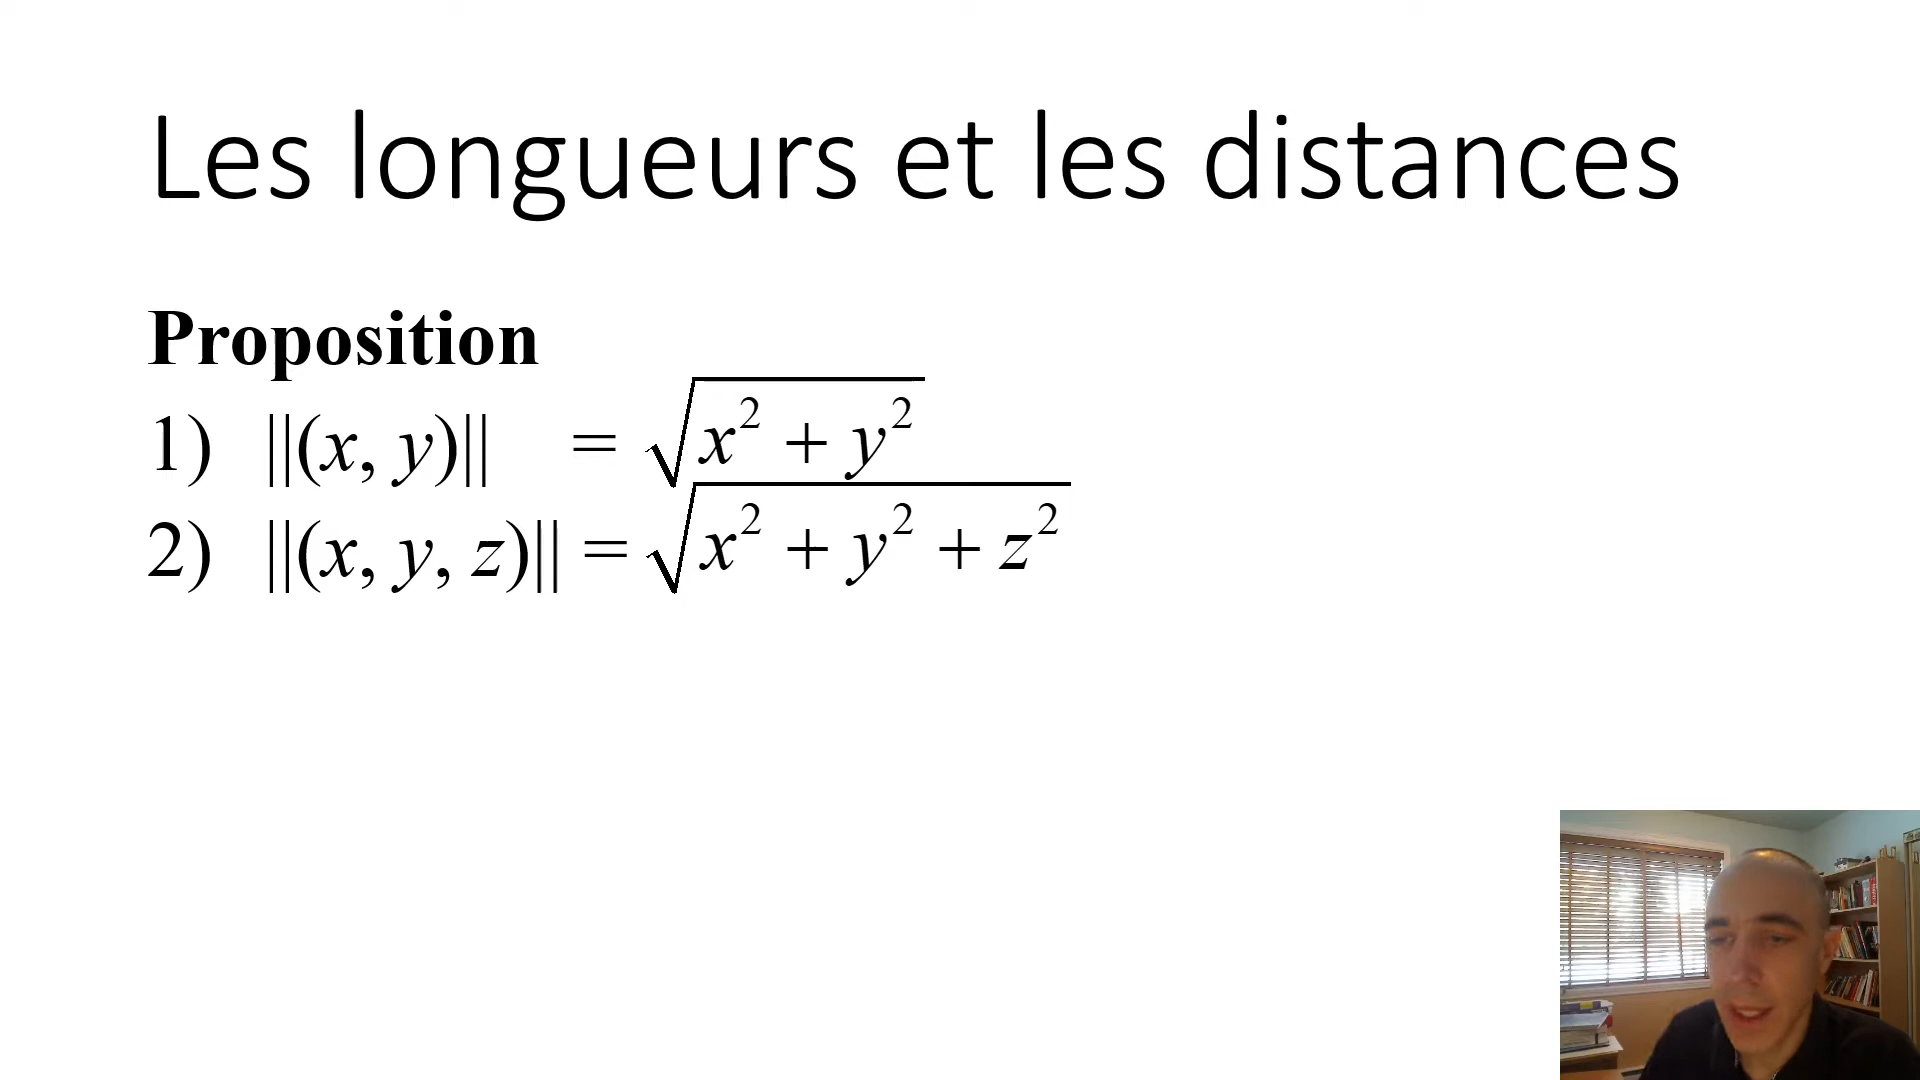 Les longueurs et les distances
Proposition
1) ||(x, y)|| = √(x² + y²)
2) ||(x, y, z)|| = √(x² + y² + z²)